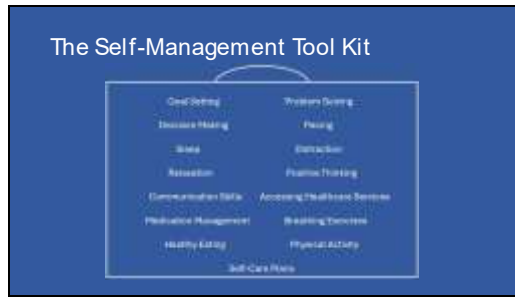 The Self-Management Tool Kit
Goal Setting Problem Solving
Decision Making Pacing
Sleep Distraction
Relaxation Positive Thinking
Communication Skills Accessing Healthcare Services
Medication Management Breathing Exercises
Healthy Eating Physical Activity
Self-Care Plans